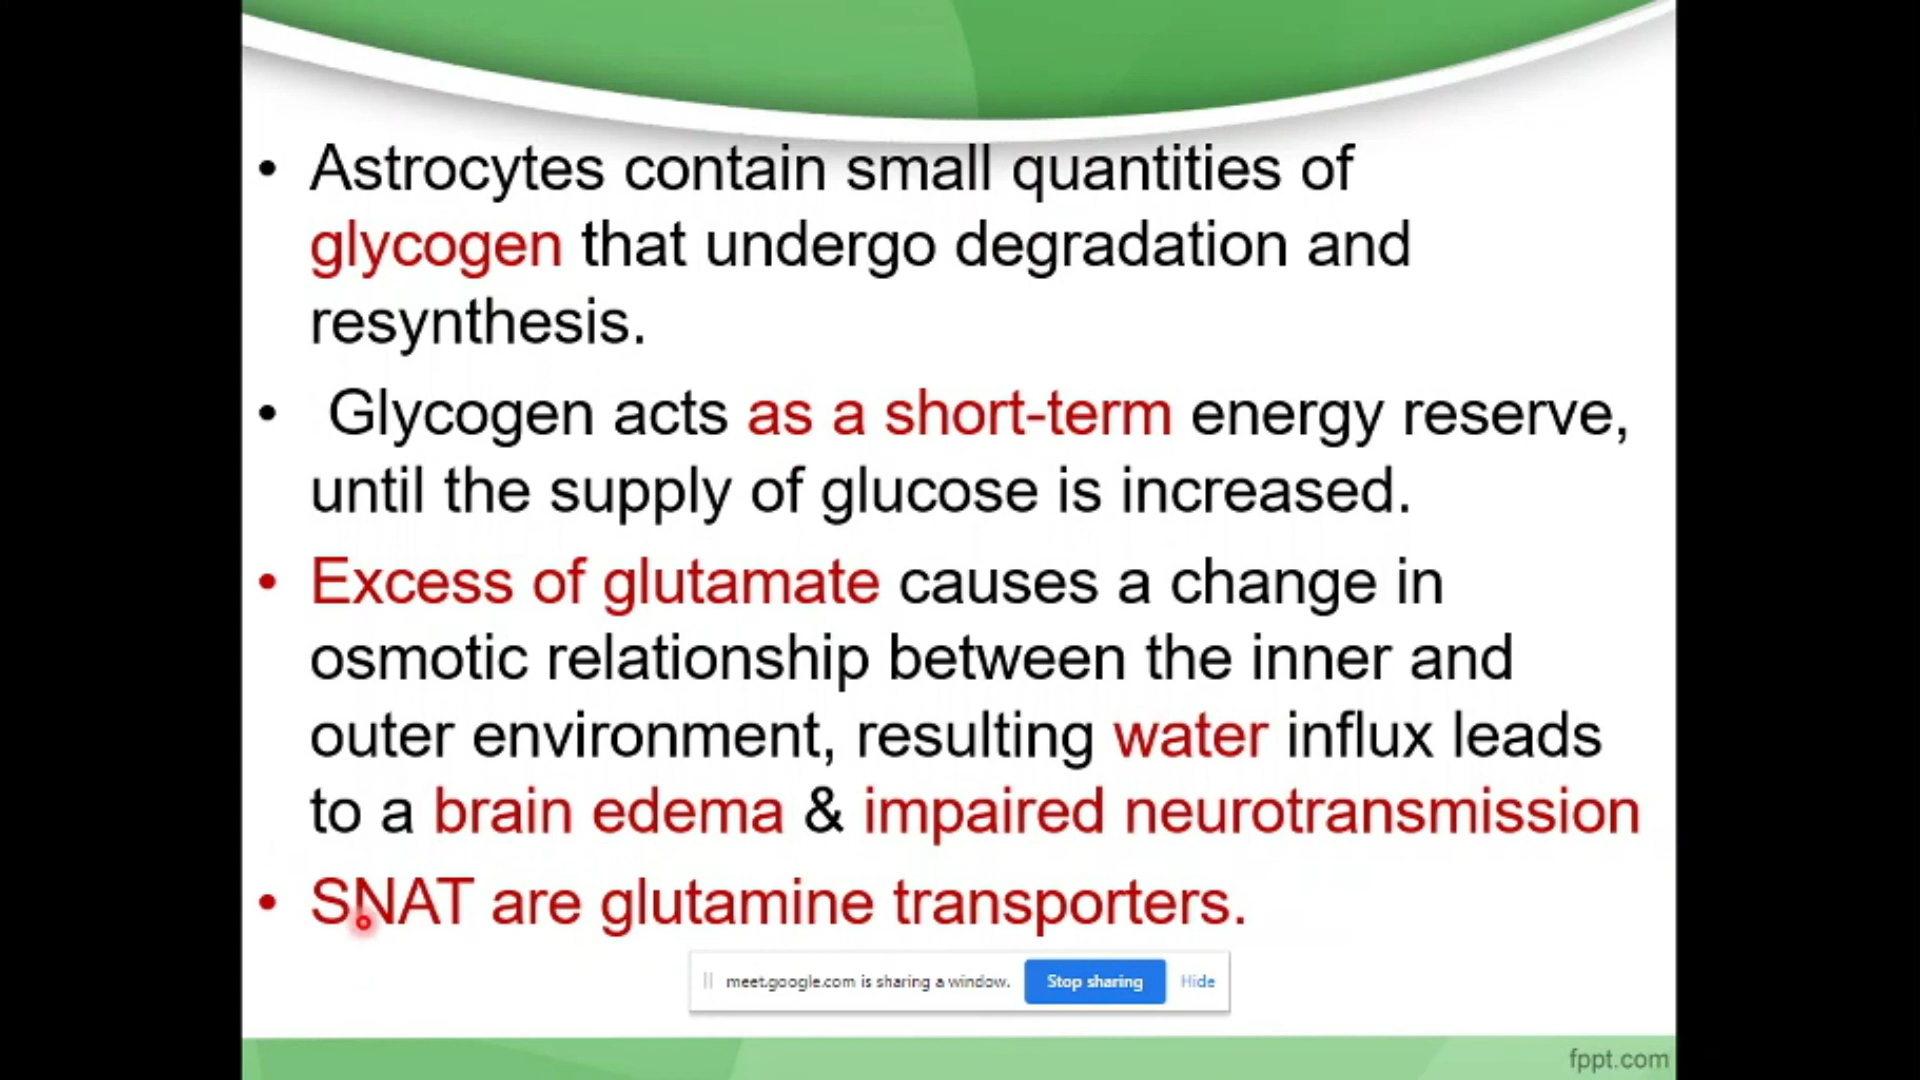 • Astrocytes contain small quantities of
glycogen that undergo degradation and
resynthesis.
• Glycogen acts as a short-term energy reserve,
until the supply of glucose is increased.
• Excess of glutamate causes a change in
osmotic relationship between the inner and
outer environment, resulting water influx leads
to a brain edema & impaired neurotransmission
• SNAT are glutamine transporters.
meet.google.com is sharing a window. Stop sharing Hide
fppt.com